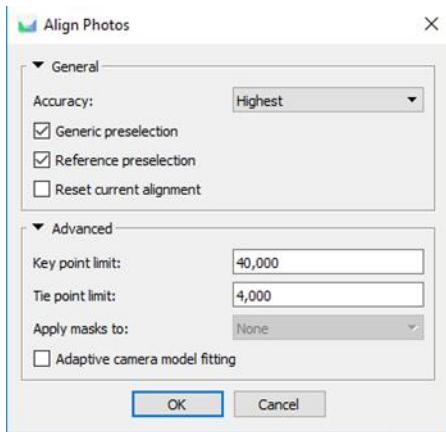 Align Photos
General
Accuracy: Highest
Generic preselection
Reference preselection
Reset current alignment
Advanced
Key point limit: 40,000
Tie point limit: 4,000
Apply masks to: None
Adaptive camera model fitting
OK Cancel